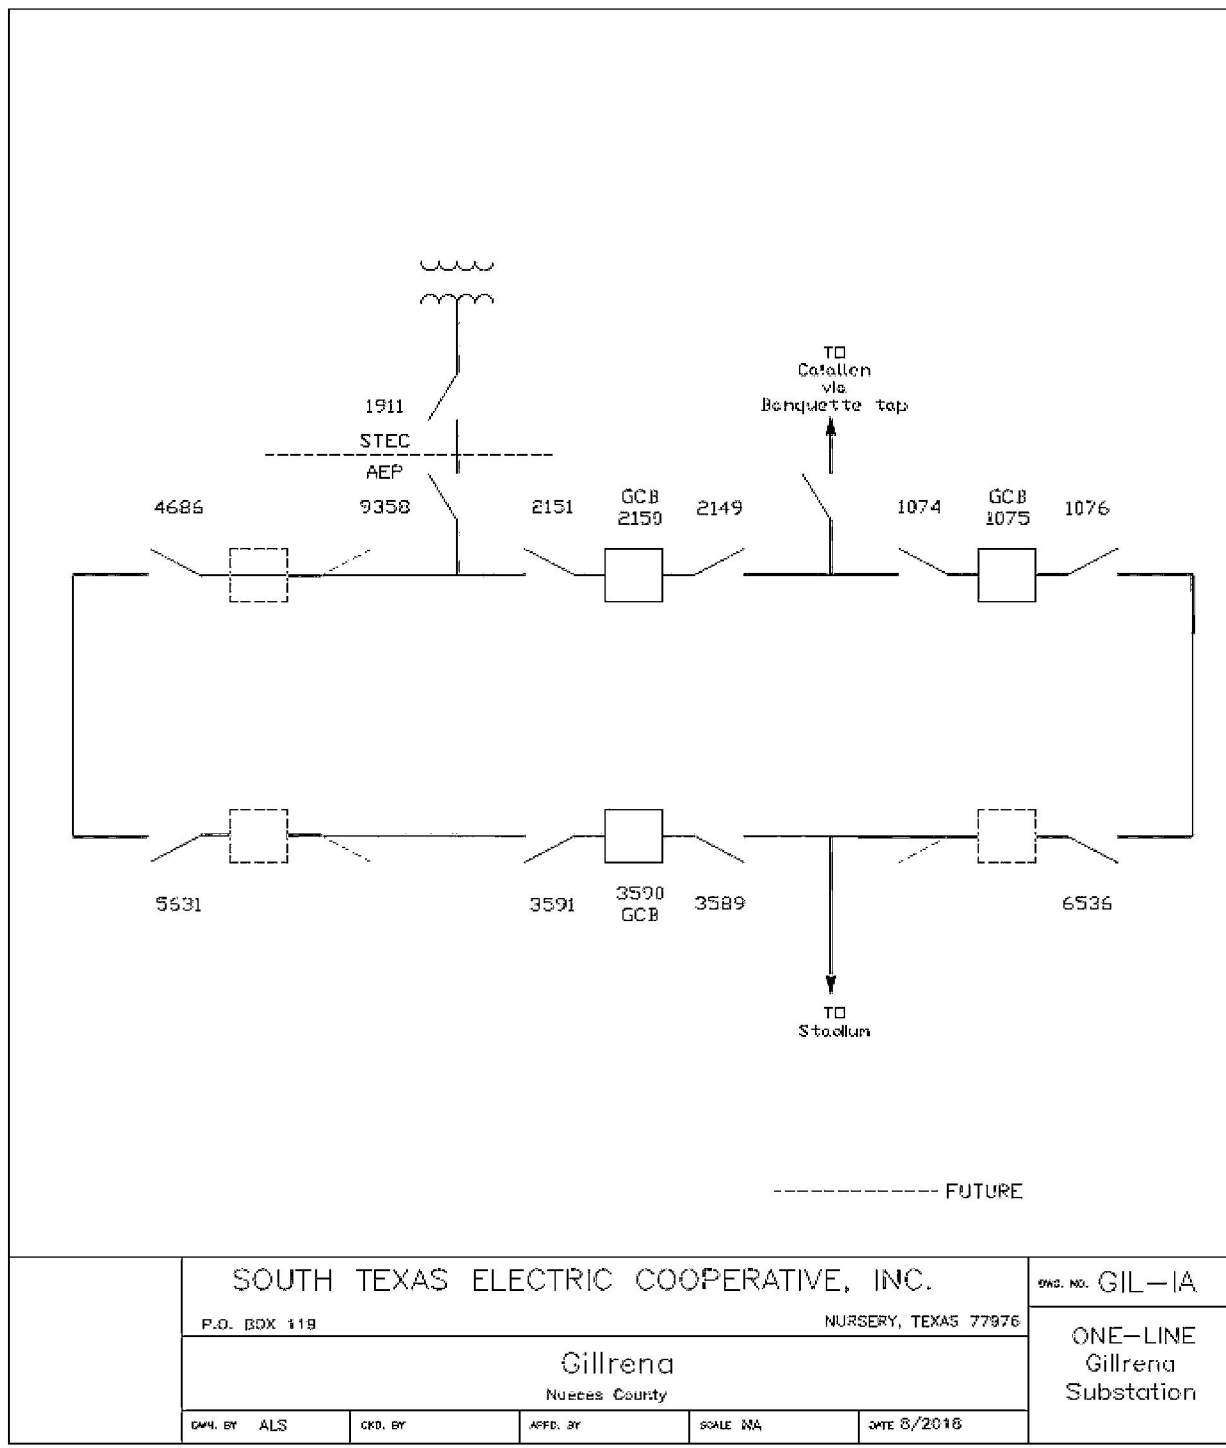 TO
Calallen
via
Banquette tap
1911
STEC
AEP
4686
9358
2151
GCB
2150
2149
1074
GCB
1075
1076
5631
3591
3590
GCB
3589
6536
TO
Stadium
FUTURE
SOUTH TEXAS ELECTRIC COOPERATIVE, INC.
P.O. BOX 119
NURSERY, TEXAS 77976
DWG. NO. GIL-1A
Gillrena
Nueces County
ONE-LINE
Gillrena
Substation
DWN. BY ALS
CKD. BY
APPD. BY
SCALE NA
DATE 8/2018